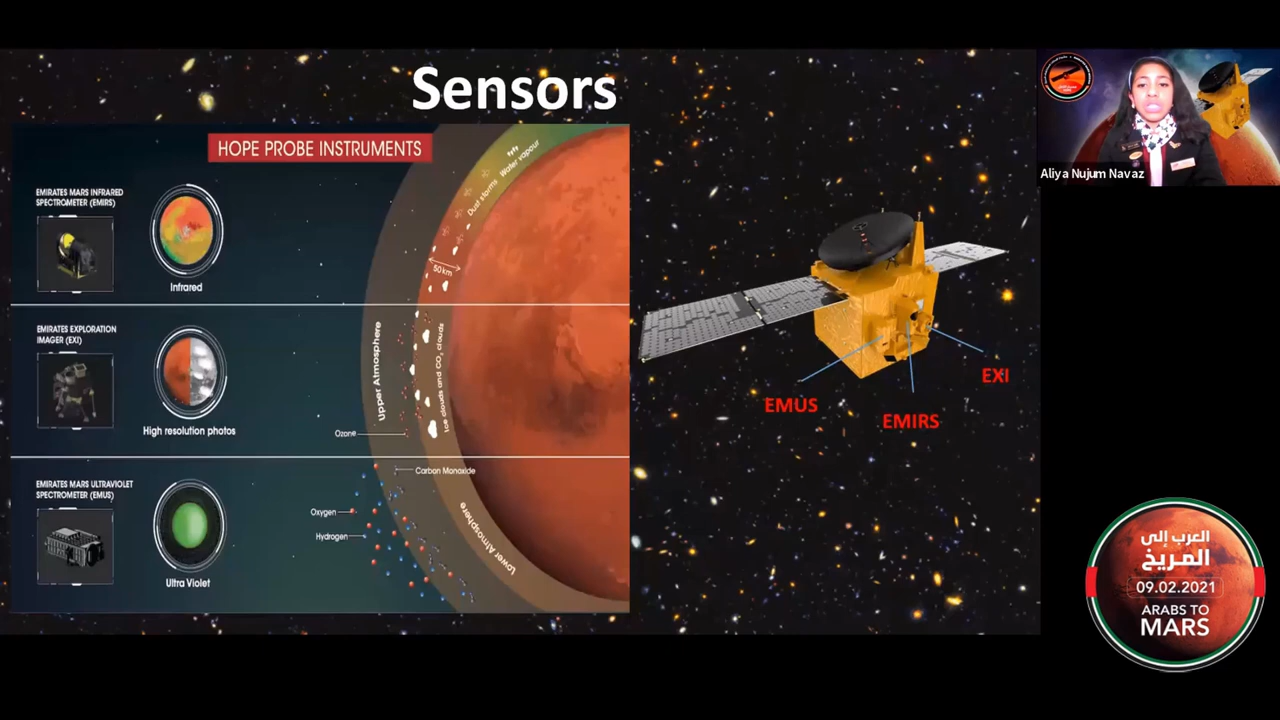 Sensors
HOPE PROBE INSTRUMENTS
EMIRATES MARS INFRARED
SPECTROMETER (EMIRS)
Infrared
EMIRATES EXPLORATION
IMAGER (EXI)
High resolution photos
EMIRATES MARS ULTRAVIOLET
SPECTROMETER (EMUS)
Ultra Violet
Water vapour
Dust storms
50 km
Upper Atmosphere
Ice clouds and CO2 clouds
Ozone
Carbon Monoxide
Oxygen
Hydrogen
Lower Atmosphere
EMUS
EMIRS
EXI
Aliya Nujum Navaz
العرب إلى
المريخ
09.02.2021
ARABS TO
MARS